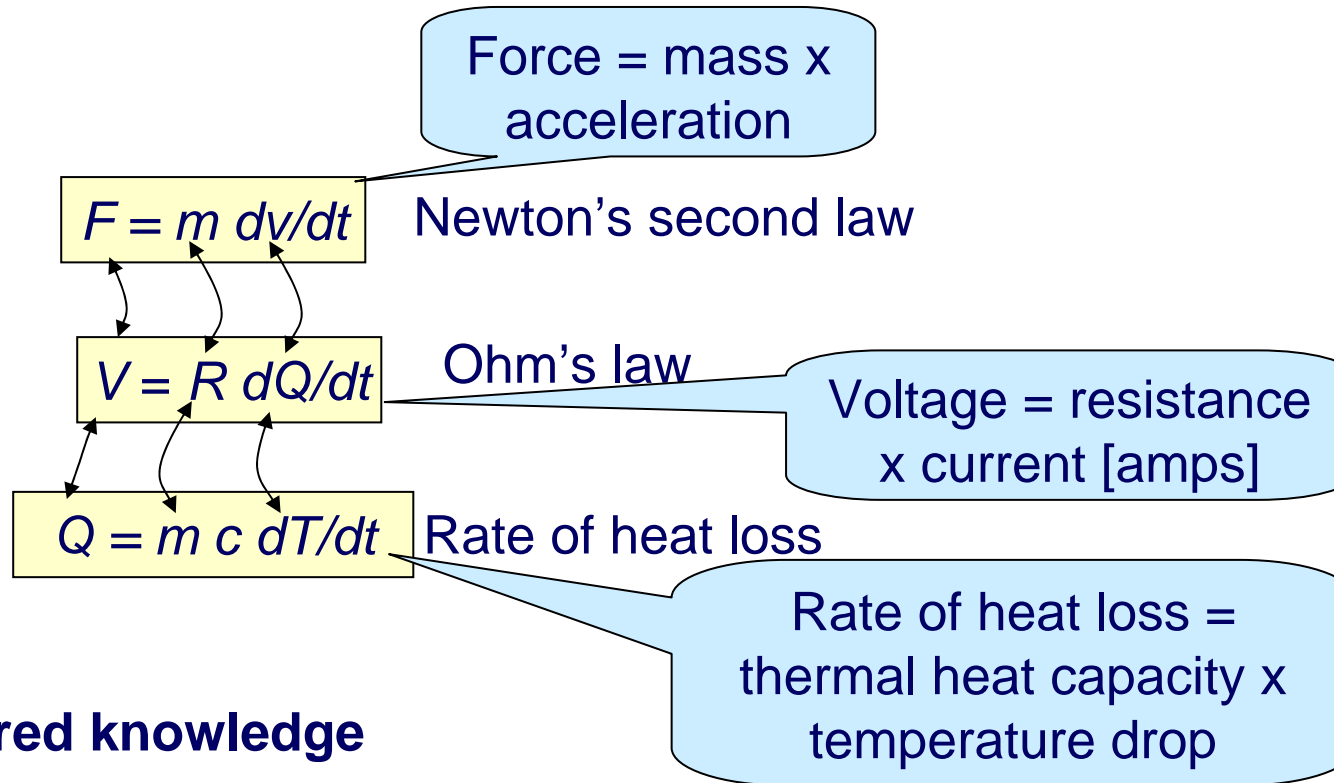 Force = mass x
acceleration
F = m dv/dt
Newton's second law
V = R dQ/dt
Ohm's law
Voltage = resistance
x current [amps]
Q = m c dT/dt
Rate of heat loss
Rate of heat loss =
thermal heat capacity x
temperature drop
red knowledge